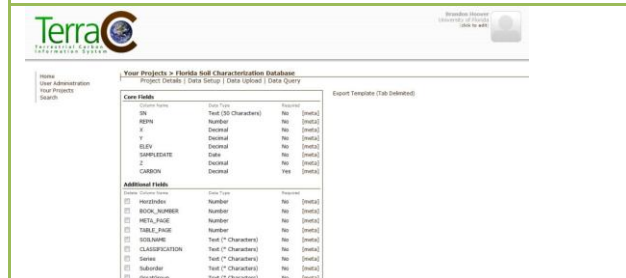 TerraC
Terrestrial Carbon
Information System
Brandon Hoover
University of Florida
(click to edit)
Home
User Administration
Your Projects
Search
Your Projects > Florida Soil Characterization Database
Project Details | Data Setup | Data Upload | Data Query
Export Template (Tab Delimited)
Core Fields
Column Name Data Type Required
SN Text (50 Characters) No [meta]
REPN Number No [meta]
X Decimal No [meta]
Y Decimal No [meta]
ELEV Decimal No [meta]
SAMPLEDATE Date No [meta]
Z Decimal No [meta]
CARBON Decimal Yes [meta]
Additional Fields
Delete Column Name Data Type Required
HorzIndex Number No [meta]
BOOK_NUMBER Number No [meta]
META_PAGE Number No [meta]
TABLE_PAGE Number No [meta]
SOILNAME Text (* Characters) No [meta]
CLASSIFICATION Text (* Characters) No [meta]
Series Text (* Characters) No [meta]
Suborder Text (* Characters) No [meta]
GreatGroup Text (* Characters) No [meta]